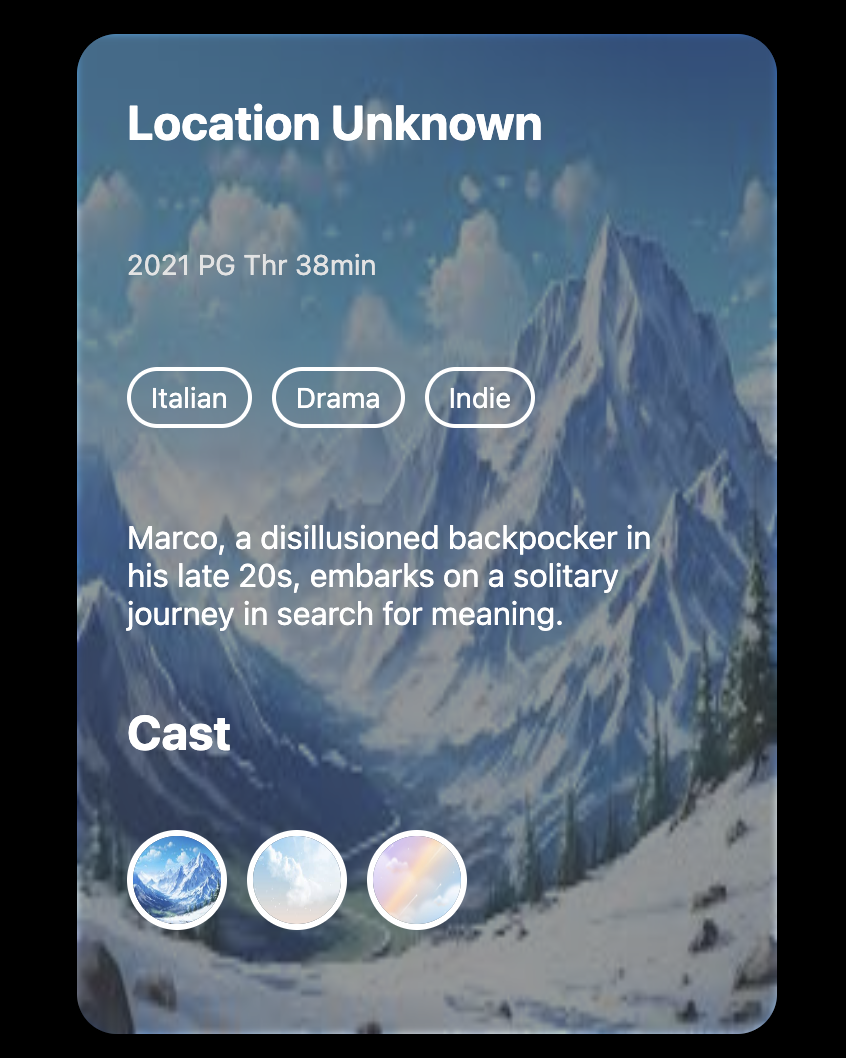 Location Unknown
2021 PG Thr 38min
Italian Drama Indie
Marco, a disillusioned backpocker in
his late 20s, embarks on a solitary
journey in search for meaning.
Cast